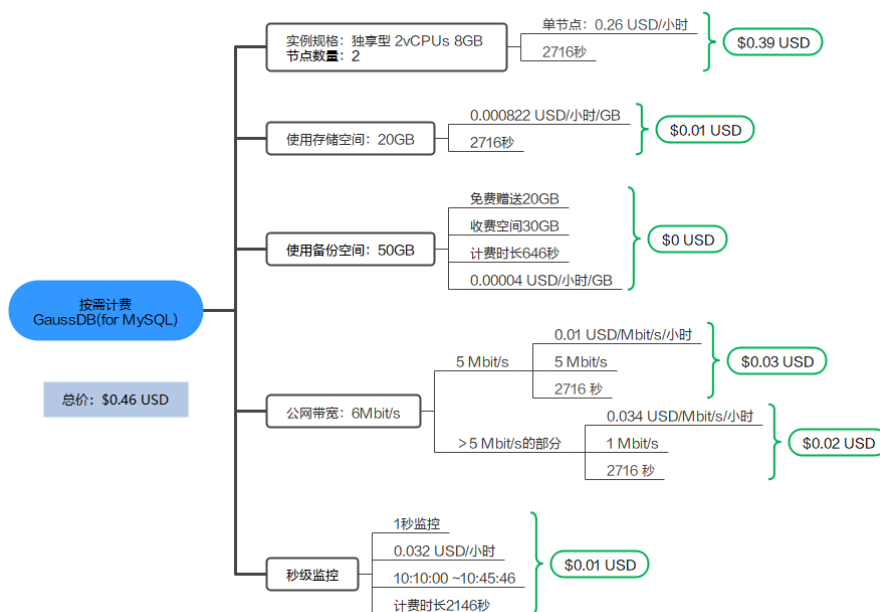 按需计费
GaussDB(for MySQL)
总价：$0.46 USD
实例规格：独享型 2vCPUs 8GB
节点数量：2
单节点：0.26 USD/小时
2716秒
$0.39 USD
使用存储空间：20GB
0.000822 USD/小时/GB
2716秒
$0.01 USD
使用备份空间：50GB
免费赠送20GB
收费空间30GB
计费时长646秒
0.00004 USD/小时/GB
$0 USD
公网带宽：6Mbit/s
5 Mbit/s
0.01 USD/Mbit/s/小时
5 Mbit/s
2716 秒
$0.03 USD
>5 Mbit/s的部分
0.034 USD/Mbit/s/小时
1 Mbit/s
2716 秒
$0.02 USD
秒级监控
1秒监控
0.032 USD/小时
10:10:00 ~10:45:46
计费时长2146秒
$0.01 USD